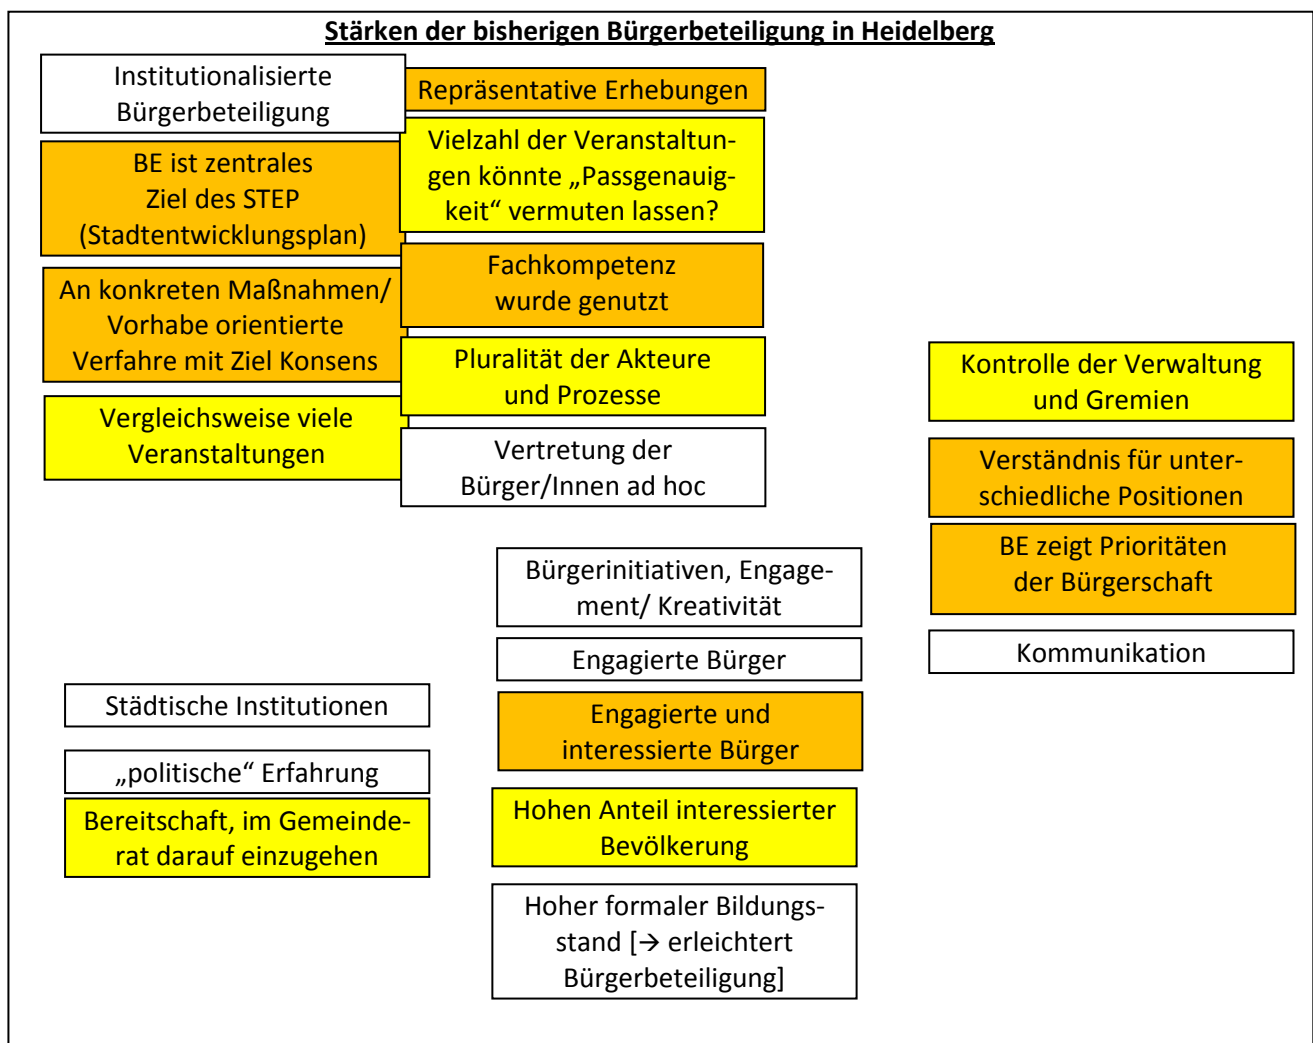 Stärken der bisherigen Bürgerbeteiligung in Heidelberg
Institutionalisierte
Bürgerbeteiligung
BE ist zentrales
Ziel des STEP
(Stadtentwicklungsplan)
An konkreten Maßnahmen/
Vorhabe orientierte
Verfahre mit Ziel Konsens
Vergleichsweise viele
Veranstaltungen
Repräsentative Erhebungen
Vielzahl der Veranstaltun-
gen könnte „Passgenauig-
keit“ vermuten lassen?
Fachkompetenz
wurde genutzt
Pluralität der Akteure
und Prozesse
Vertretung der
Bürger/Innen ad hoc
Kontrolle der Verwaltung
und Gremien
Verständnis für unter-
schiedliche Positionen
BE zeigt Prioritäten
der Bürgerschaft
Kommunikation
Bürgerinitiativen, Engage-
ment/ Kreativität
Engagierte Bürger
Engagierte und
interessierte Bürger
Hohen Anteil interessierter
Bevölkerung
Hoher formaler Bildungs-
stand [→ erleichtert
Bürgerbeteiligung]
Städtische Institutionen
„politische“ Erfahrung
Bereitschaft, im Gemeinde-
rat darauf einzugehen